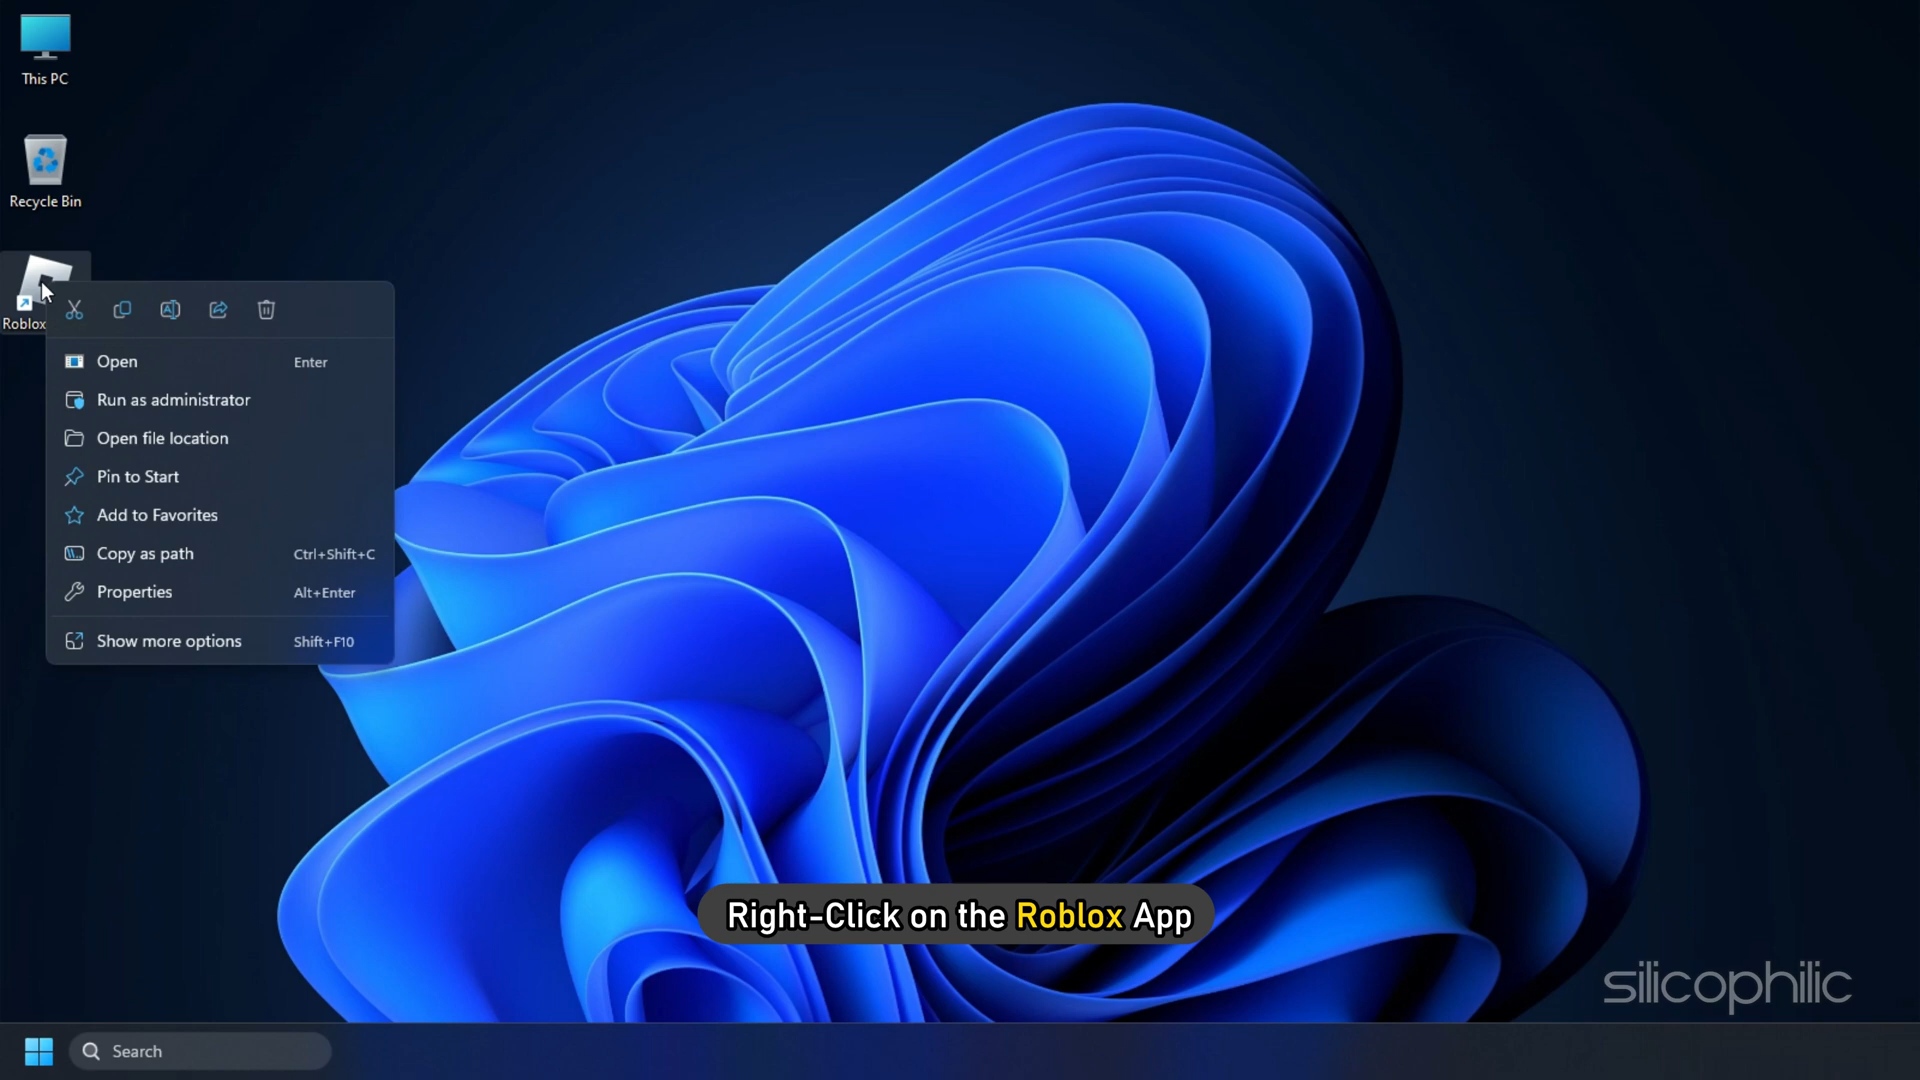 This PC
Recycle Bin
Roblox
Open Enter
Run as administrator
Open file location
Pin to Start
Add to Favorites
Copy as path Ctrl+Shift+C
Properties Alt+Enter
Show more options Shift+F10
Right-Click on the Roblox App
silicophilic
Search